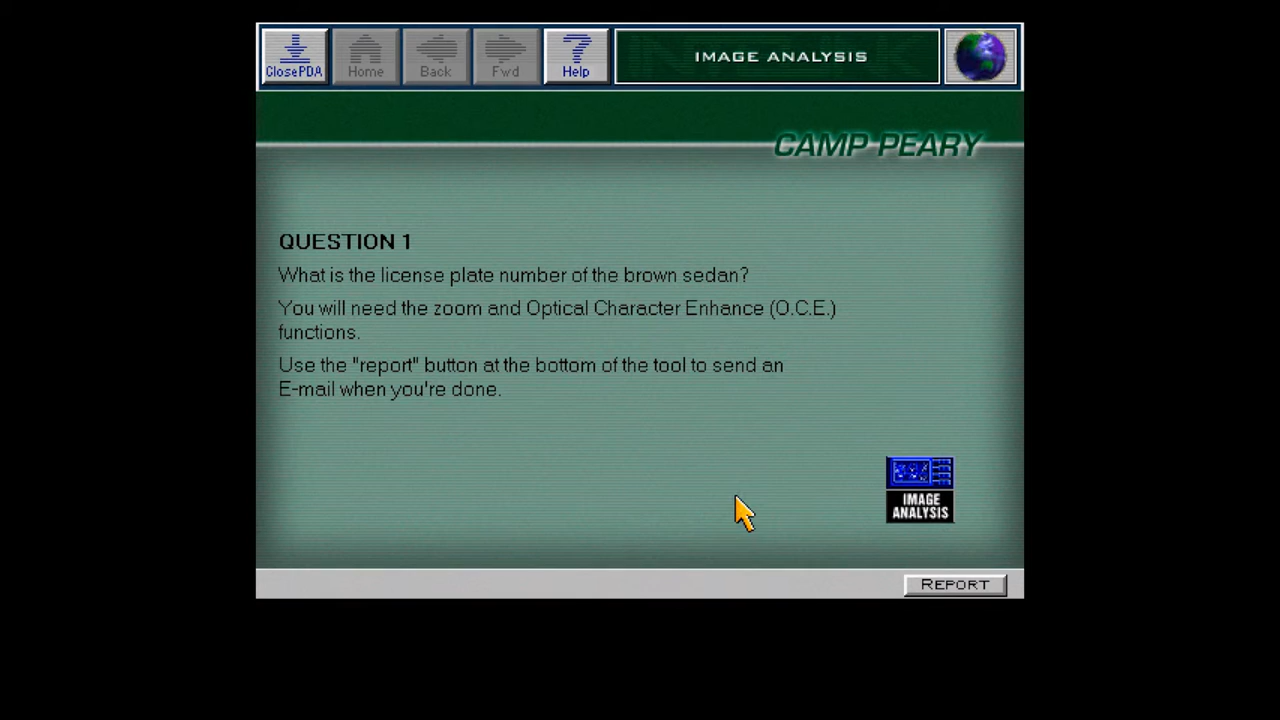 ClosePDA Home Back Fwd Help IMAGE ANALYSIS
CAMP PEARY
QUESTION 1
What is the license plate number of the brown sedan?
You will need the zoom and Optical Character Enhance (O.C.E.)
functions.
Use the "report" button at the bottom of the tool to send an
E-mail when you're done.
IMAGE
ANALYSIS
REPORT